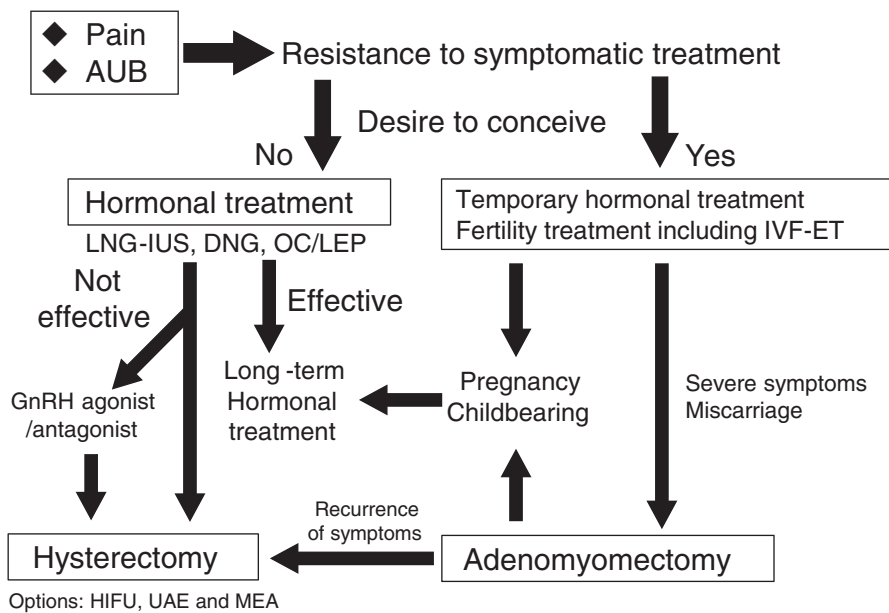 ◆ Pain
◆ AUB
Resistance to symptomatic treatment
Desire to conceive
No
Yes
Hormonal treatment
LNG-IUS, DNG, OC/LEP
Temporary hormonal treatment
Fertility treatment including IVF-ET
Not
effective
Effective
GnRH agonist
/antagonist
Long -term
Hormonal
treatment
Pregnancy
Childbearing
Severe symptoms
Miscarriage
Recurrence
of symptoms
Hysterectomy
Adenomyomectomy
Options: HIFU, UAE and MEA